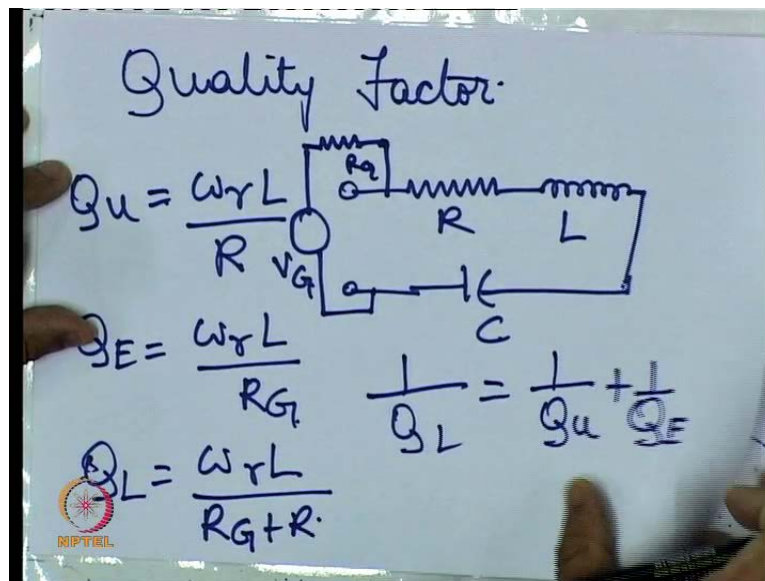 Quality Factor.
Qu = ωrL / R
RG
R
L
VG
C
QE = ωrL / RG
1 / QL = 1 / Qu + 1 / QE
QL = ωrL / RG+R.
NPTEL